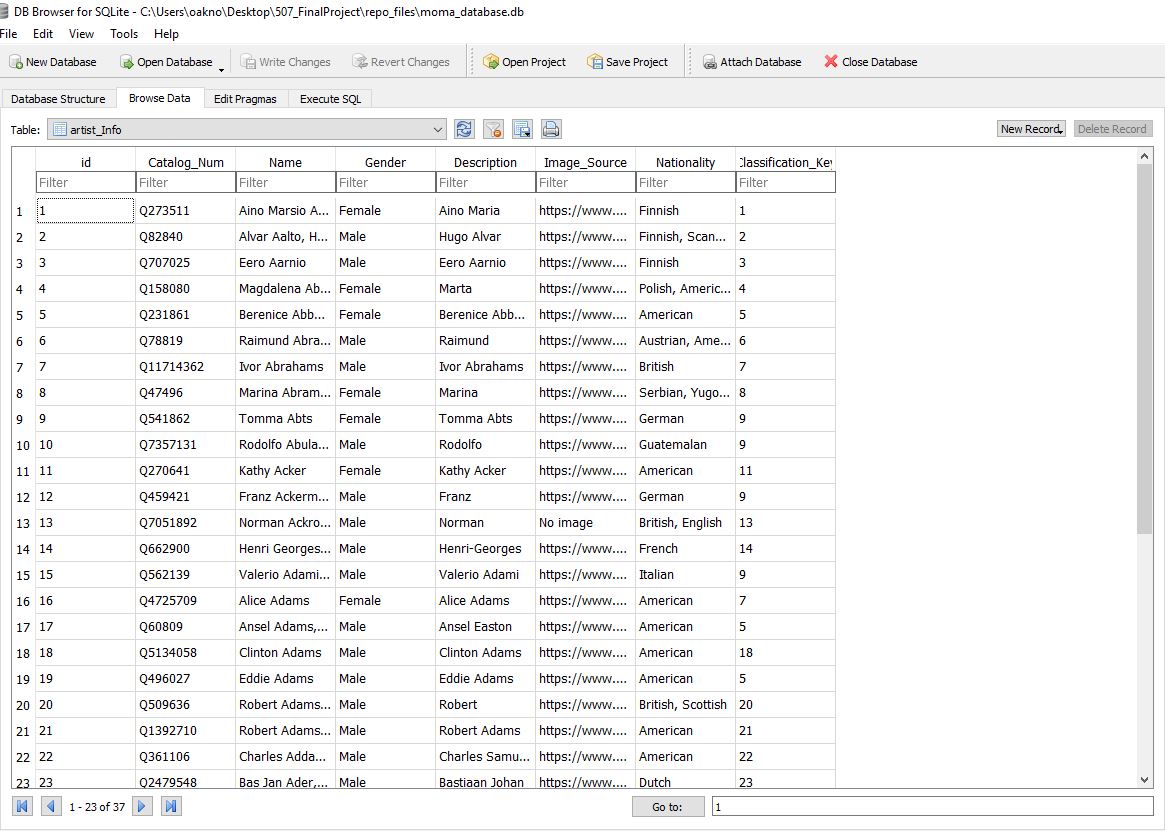 DB Browser for SQLite - C:\Users\oakno\Desktop\507_FinalProject\repo_files\moma_database.db
File Edit View Tools Help
New Database Open Database Write Changes Revert Changes Open Project Save Project Attach Database Close Database
Database Structure Browse Data Edit Pragmas Execute SQL
Table: artist_Info New Record Delete Record
id Catalog_Num Name Gender Description Image_Source Nationality Classification_Key
Filter Filter Filter Filter Filter Filter Filter Filter
1 1 Q273511 Aino Marsio A... Female Aino Maria https://www.... Finnish 1
2 2 Q82840 Alvar Aalto, H... Male Hugo Alvar https://www.... Finnish, Scan... 2
3 3 Q707025 Eero Aarnio Male Eero Aarnio https://www.... Finnish 3
4 4 Q158080 Magdalena Ab... Female Marta https://www.... Polish, Americ... 4
5 5 Q231861 Berenice Abb... Female Berenice Abb... https://www.... American 5
6 6 Q78819 Raimund Abra... Male Raimund https://www.... Austrian, Ame... 6
7 7 Q11714362 Ivor Abrahams Male Ivor Abrahams https://www.... British 7
8 8 Q47496 Marina Abram... Female Marina https://www.... Serbian, Yugo... 8
9 9 Q541862 Tomma Abts Female Tomma Abts https://www.... German 9
10 10 Q7357131 Rodolfo Abula... Male Rodolfo https://www.... Guatemalan 9
11 11 Q270641 Kathy Acker Female Kathy Acker https://www.... American 11
12 12 Q459421 Franz Ackerm... Male Franz https://www.... German 9
13 13 Q7051892 Norman Ackro... Male Norman No image British, English 13
14 14 Q662900 Henri Georges... Male Henri-Georges https://www.... French 14
15 15 Q562139 Valerio Adami... Male Valerio Adami https://www.... Italian 9
16 16 Q4725709 Alice Adams Female Alice Adams https://www.... American 7
17 17 Q60809 Ansel Adams,... Male Ansel Easton https://www.... American 5
18 18 Q5134058 Clinton Adams Male Clinton Adams https://www.... American 18
19 19 Q496027 Eddie Adams Male Eddie Adams https://www.... American 5
20 20 Q509636 Robert Adams... Male Robert https://www.... British, Scottish 20
21 21 Q1392710 Robert Adams... Male Robert Adams https://www.... American 21
22 22 Q361106 Charles Adda... Male Charles Samu... https://www.... American 22
23 23 Q2479548 Bas Jan Ader,... Male Bastiaan Johan https://www.... Dutch 23
1 - 23 of 37 Go to: 1